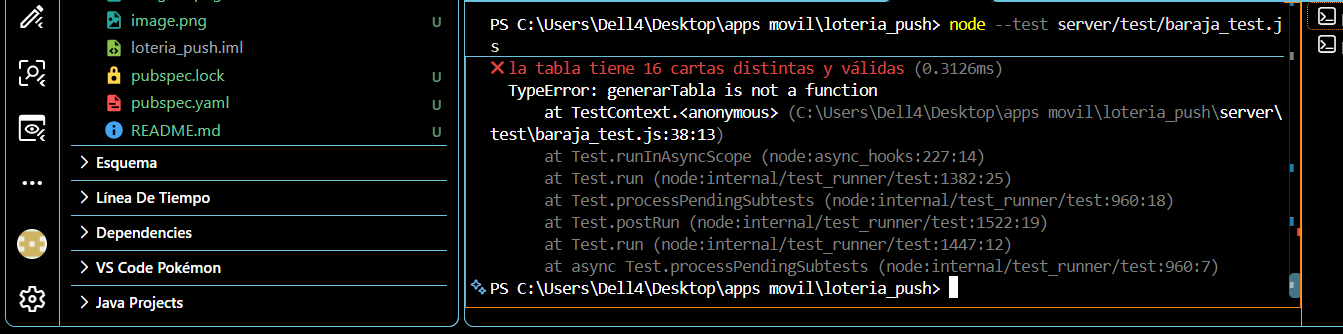 image.png U
loteria_push.iml
pubspec.lock U
pubspec.yaml U
README.md U
Esquema
Línea De Tiempo
Dependencies
VS Code Pokémon
Java Projects
PS C:\Users\Dell4\Desktop\apps movil\loteria_push> node --test server/test/baraja_test.j
s
la tabla tiene 16 cartas distintas y válidas (0.3126ms)
TypeError: generarTabla is not a function
at TestContext.<anonymous> (C:\Users\Dell4\Desktop\apps movil\loteria_push\server\
test\baraja_test.js:38:13)
at Test.runInAsyncScope (node:async_hooks:227:14)
at Test.run (node:internal/test_runner/test:1382:25)
at Test.processPendingSubtests (node:internal/test_runner/test:960:18)
at Test.postRun (node:internal/test_runner/test:1522:19)
at Test.run (node:internal/test_runner/test:1447:12)
at async Test.processPendingSubtests (node:internal/test_runner/test:960:7)
PS C:\Users\Dell4\Desktop\apps movil\loteria_push>